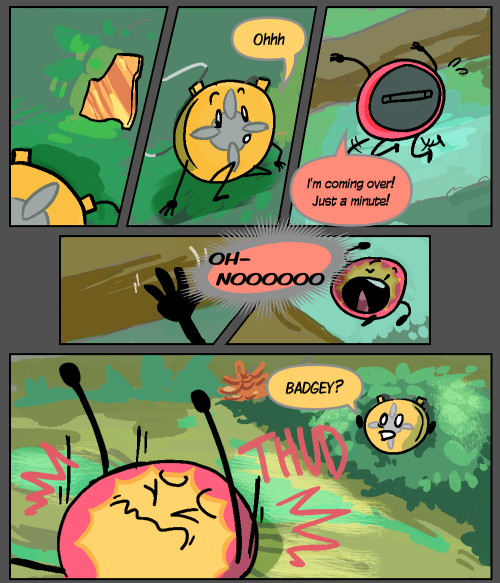 Ohhh
I'm coming over!
Just a minute!
OH-
NOOOOOO
BADGEY?
THUD